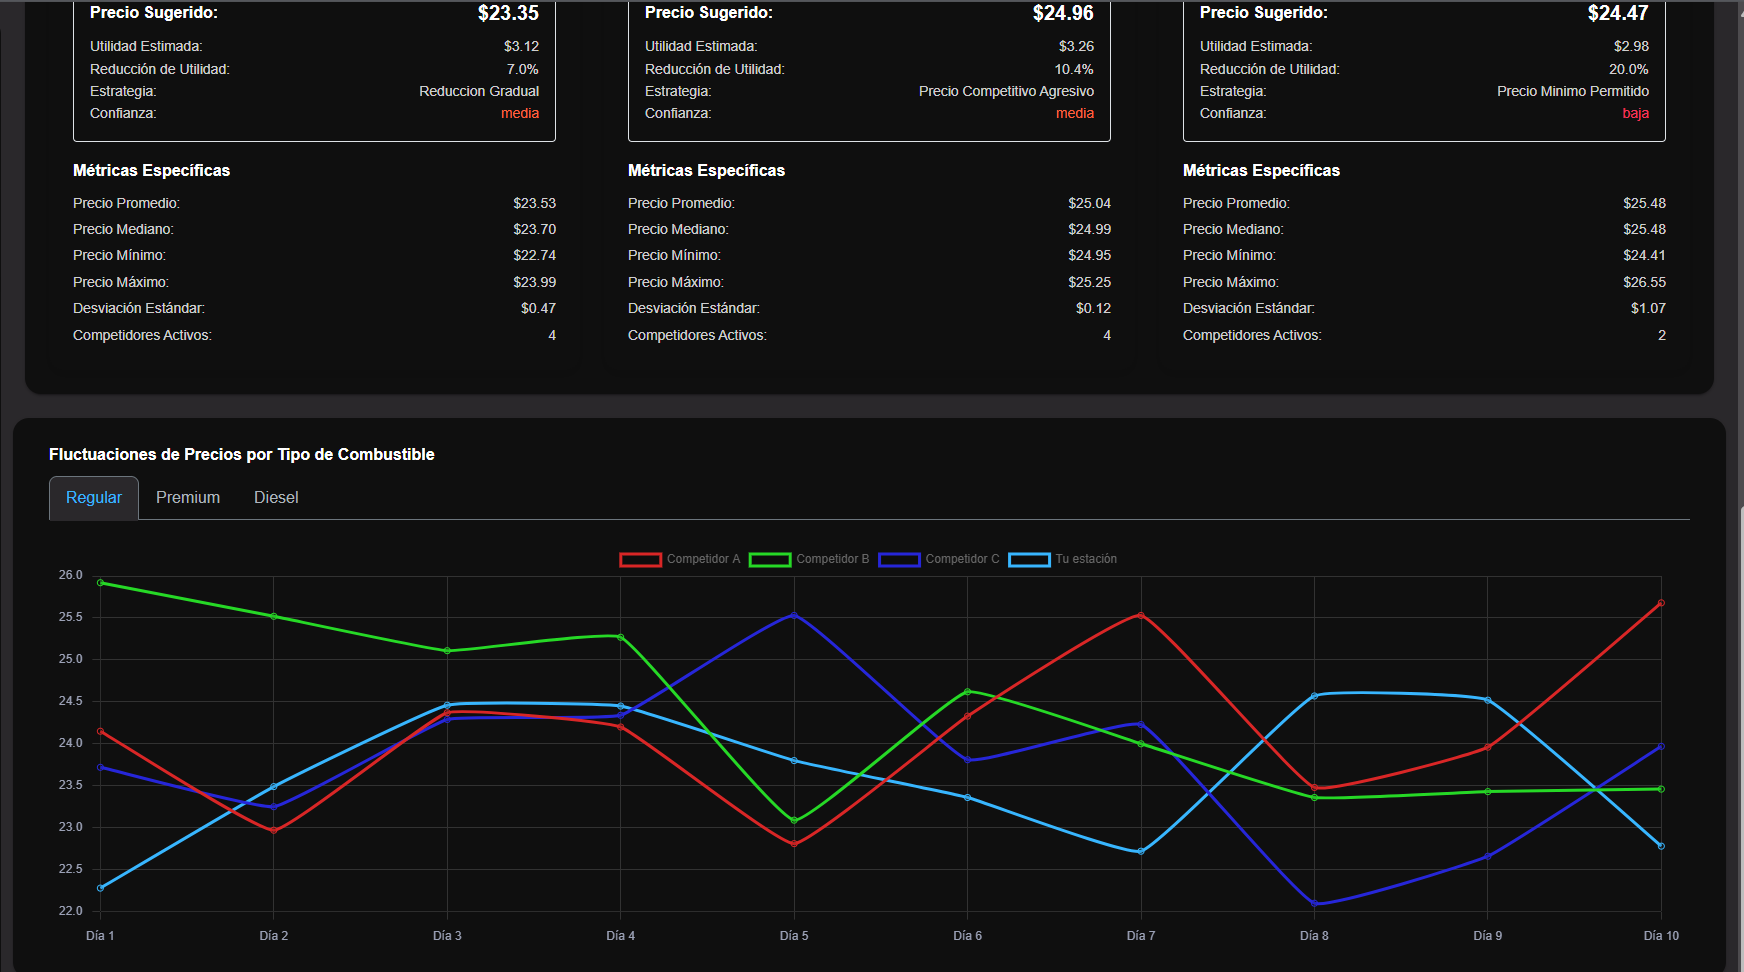 Precio Sugerido: $23.35
Utilidad Estimada: $3.12
Reducción de Utilidad: 7.0%
Estrategia: Reduccion Gradual
Confianza: media
Métricas Específicas
Precio Promedio: $23.53
Precio Mediano: $23.70
Precio Mínimo: $22.74
Precio Máximo: $23.99
Desviación Estándar: $0.47
Competidores Activos: 4
Precio Sugerido: $24.96
Utilidad Estimada: $3.26
Reducción de Utilidad: 10.4%
Estrategia: Precio Competitivo Agresivo
Confianza: media
Métricas Específicas
Precio Promedio: $25.04
Precio Mediano: $24.99
Precio Mínimo: $24.95
Precio Máximo: $25.25
Desviación Estándar: $0.12
Competidores Activos: 4
Precio Sugerido: $24.47
Utilidad Estimada: $2.98
Reducción de Utilidad: 20.0%
Estrategia: Precio Minimo Permitido
Confianza: baja
Métricas Específicas
Precio Promedio: $25.48
Precio Mediano: $25.48
Precio Mínimo: $24.41
Precio Máximo: $26.55
Desviación Estándar: $1.07
Competidores Activos: 2
Fluctuaciones de Precios por Tipo de Combustible
Regular Premium Diesel
Competidor A Competidor B Competidor C Tu estación
26.0
25.5
25.0
24.5
24.0
23.5
23.0
22.5
22.0
Día 1 Día 2 Día 3 Día 4 Día 5 Día 6 Día 7 Día 8 Día 9 Día 10